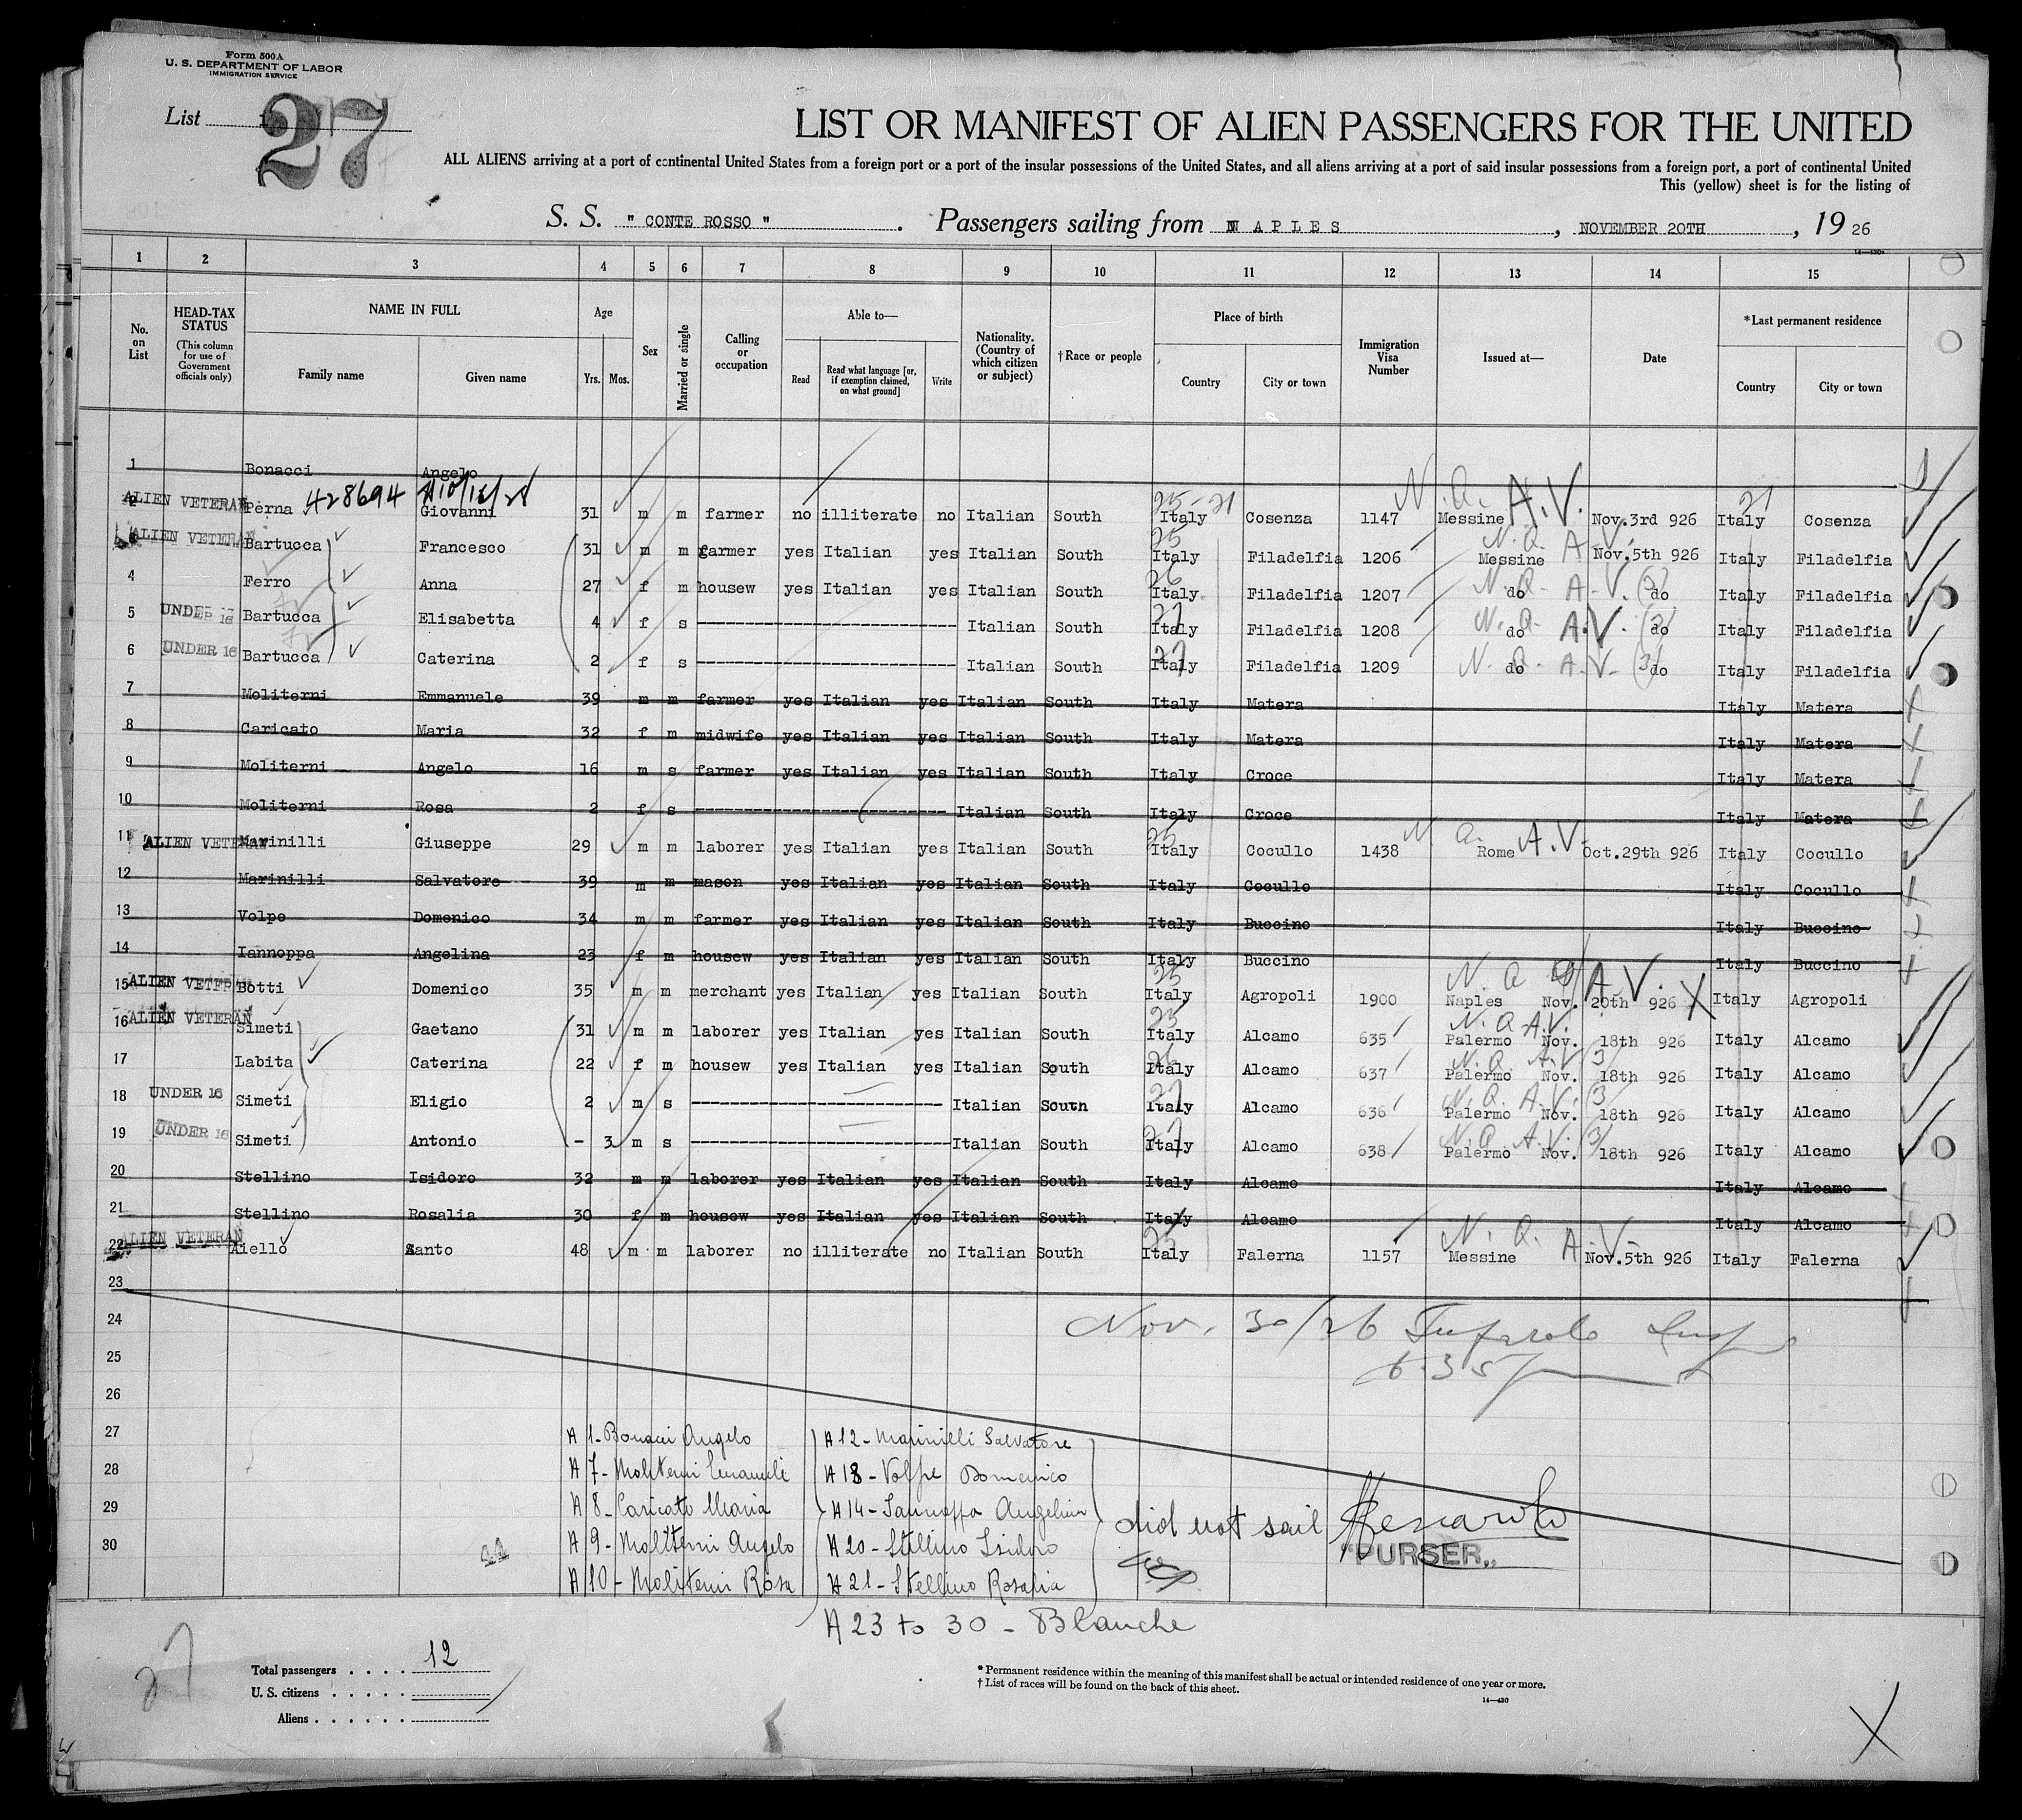 Form 500A
U. S. DEPARTMENT OF LABOR
IMMIGRATION SERVICE
List 27
LIST OR MANIFEST OF ALIEN PASSENGERS FOR THE UNITED
ALL ALIENS arriving at a port of continental United States from a foreign port or a port of the insular possessions of the United States, and all aliens arriving at a port of said insular possessions from a foreign port, a port of continental United
This (yellow) sheet is for the listing of
S. S. " CONTE ROSSO " . Passengers sailing from N A P L E S , NOVEMBER 20TH , 19 26
14—430
1 2 3 4 5 6 7 8 9 10 11 12 13 14 15
No. on List
HEAD-TAX STATUS (This column for use of Government officials only)
NAME IN FULL
Family name Given name
Age
Yrs. Mos.
Sex
Married or single
Calling or occupation
Able to—
Read
Read what language [or, if exemption claimed, on what ground]
Write
Nationality. (Country of which citizen or subject)
† Race or people
Place of birth
Country City or town
Immigration Visa Number
Issued at—
Date
* Last permanent residence
Country City or town
1 Bonacci Angelo
428694 N. Q. A.V. 25-21 21
2 ALIEN VETERAN Perna Giovanni 31 m m farmer no illiterate no Italian South Italy Cosenza 1147 Messine Nov.3rd 926 Italy Cosenza
3 ALIEN VETERAN Bartucca Francesco 31 m m farmer yes Italian yes Italian South 25 Italy Filadelfia 1206 Messine N.Q. A.V. Nov.5th 926 Italy Filadelfia
4 Ferro Anna 27 f m housew yes Italian yes Italian South 26 Italy Filadelfia 1207 do N.Q. A.V. (3) do Italy Filadelfia
5 UNDER 16 Bartucca Elisabetta 4 f s Italian South 27 Italy Filadelfia 1208 do N.Q. A.V. (3) do Italy Filadelfia
6 UNDER 16 Bartucca Caterina 2 f s Italian South 27 Italy Filadelfia 1209 do N.Q. A.V. (3) do Italy Filadelfia
7 Moliterni Emmanuele 39 m m farmer yes Italian yes Italian South Italy Matera Italy Matera
8 Caricato Maria 32 f m midwife yes Italian yes Italian South Italy Matera Italy Matera
9 Moliterni Angelo 16 m s farmer yes Italian yes Italian South Italy Croce Italy Matera
10 Moliterni Rosa 2 f s Italian South Italy Croce Italy Matera
11 ALIEN VETERAN Marinilli Giuseppe 29 m m laborer yes Italian yes Italian South 25 Italy Cocullo 1438 N. Q. Rome A.V. Oct.29th 926 Italy Cocullo
12 Marinilli Salvatore 39 m m mason yes Italian yes Italian South Italy Cocullo Italy Cocullo
13 Volpe Domenico 34 m m farmer yes Italian yes Italian South Italy Buccino Italy Buccino
14 Iannoppa Angelina 23 f m housew yes Italian yes Italian South Italy Buccino Italy Buccino
15 ALIEN VETERAN Botti Domenico 35 m m merchant yes Italian yes Italian South 25 Italy Agropoli 1900 N. Q. A.V. Naples Nov. 20th 926 Italy Agropoli
16 ALIEN VETERAN Simeti Gaetano 31 m m laborer yes Italian yes Italian South 25 Italy Alcamo 635 N.Q. A.V. Palermo Nov. 18th 926 Italy Alcamo
17 Labita Caterina 22 f m housew yes Italian yes Italian South 26 Italy Alcamo 637 N.Q. A.V. (3) Palermo Nov. 18th 926 Italy Alcamo
18 UNDER 16 Simeti Eligio 2 m s Italian South 27 Italy Alcamo 636 N.Q. A.V. (3) Palermo Nov. 18th 926 Italy Alcamo
19 UNDER 16 Simeti Antonio - 3 m s Italian South 27 Italy Alcamo 638 N.Q. A.V. (3) Palermo Nov. 18th 926 Italy Alcamo
20 Stellino Isidoro 32 m m laborer yes Italian yes Italian South Italy Alcamo Italy Alcamo
21 Stellino Rosalia 30 f m housew yes Italian yes Italian South Italy Alcamo Italy Alcamo
22 ALIEN VETERAN Aiello Santo 48 m m laborer no illiterate no Italian South 25 Italy Falerna 1157 N. Q. A.V. Messine Nov.5th 926 Italy Falerna
23
24 Nov. 30/26
25
26
27 A 1 - Bonacci Angelo A 12 - Marinilli Salvatore
28 A 7 - Moliterni Emanuele A 13 - Volpe Domenico
29 A 8 - Caricato Maria A 14 - Iannoppa Angelina did not sail
30 A 9 - Moliterni Angelo A 20 - Stellino Isidoro "PURSER"
A 10 - Moliterni Rosa A 21 - Stellino Rosalia
A 23 to 30 - Blanche
27
Total passengers . . . . 12
U. S. citizens . . . . .
Aliens . . . . . .
* Permanent residence within the meaning of this manifest shall be actual or intended residence of one year or more.
† List of races will be found on the back of this sheet.
14—430